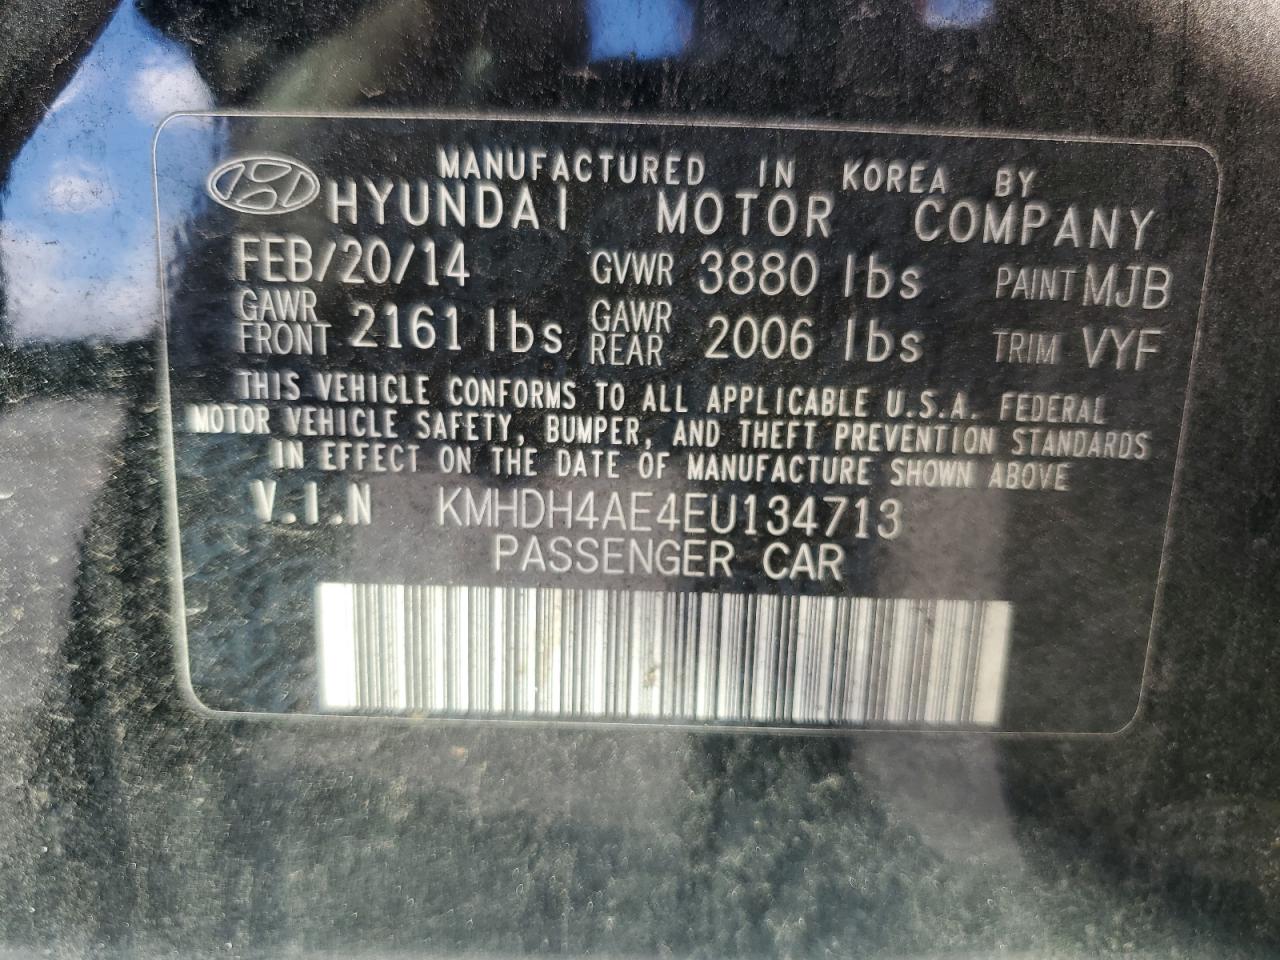 MANUFACTURED IN KOREA BY
HYUNDAI MOTOR COMPANY
FEB/20/14 GVWR 3880 lbs PAINT MJB
GAWR FRONT 2161 lbs GAWR REAR 2006 lbs TRIM VYF
THIS VEHICLE CONFORMS TO ALL APPLICABLE U.S.A. FEDERAL
MOTOR VEHICLE SAFETY, BUMPER, AND THEFT PREVENTION STANDARDS
IN EFFECT ON THE DATE OF MANUFACTURE SHOWN ABOVE
V.I.N KMHDH4AE4EU134713
PASSENGER CAR